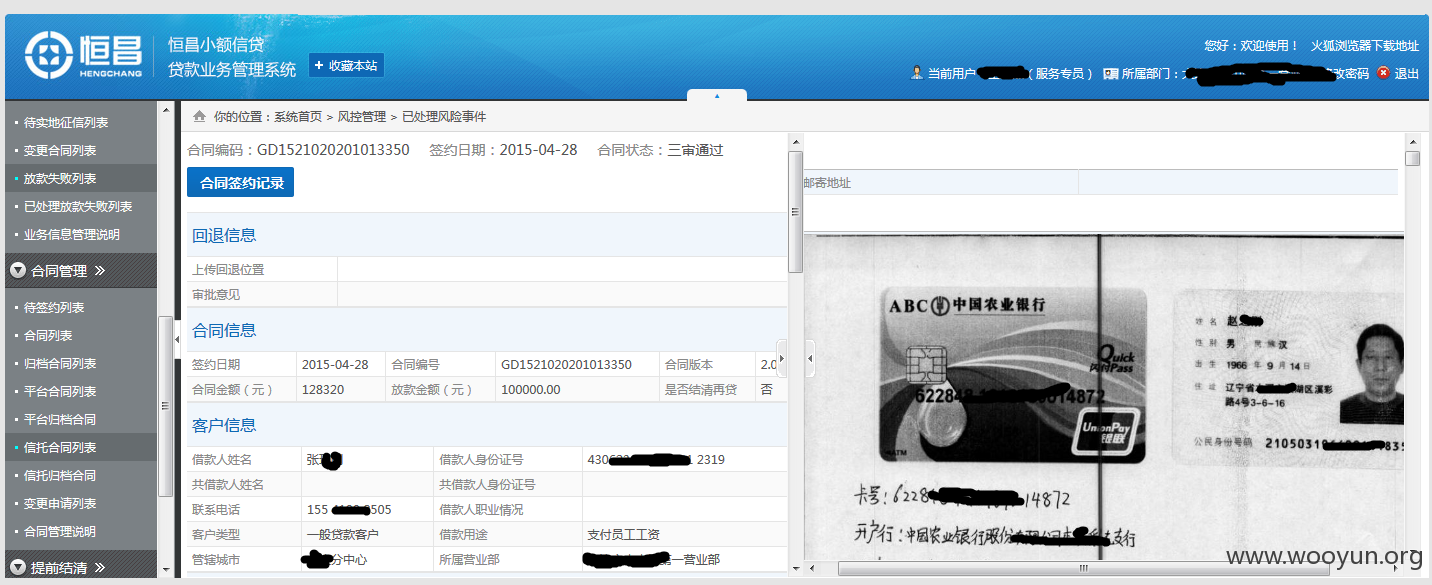 恒昌
HENGCHANG
恒昌小额信贷
贷款业务管理系统
+ 收藏本站
您好：欢迎使用！ 火狐浏览器下载地址
当前用户 （服务专员） 所属部门： 改密码 退出
待实地征信列表
变更合同列表
放款失败列表
已处理放款失败列表
业务信息管理说明
合同管理 »
待签约列表
合同列表
归档合同列表
平台合同列表
平台归档合同
信托合同列表
信托归档合同
变更申请列表
合同管理说明
提前结清 »
你的位置：系统首页 > 风控管理 > 已处理风险事件
合同编码：GD1521020201013350 签约日期：2015-04-28 合同状态：三审通过
合同签约记录
回退信息
上传回退位置
审批意见
合同信息
签约日期 2015-04-28 合同编号 GD1521020201013350 合同版本 2.0
合同金额（元） 128320 放款金额（元） 100000.00 是否结清再贷 否
客户信息
借款人姓名 张 借款人身份证号 430 2319
共借款人姓名 共借款人身份证号
联系电话 155 505 借款人职业情况
客户类型 一般贷款客户 借款用途 支付员工工资
管辖城市 分中心 所属营业部 第一营业部
邮寄地址
ABC 中国农业银行
Quick
闪付Pass
622848 14872
UnionPay
银联
ATM
姓名 赵
性别 男 民族 汉
出生 1966 年 9 月 14 日
住址 辽宁省 湖区溪彩
路4号3-6-16
公民身份号码 2105031966 835
卡号：6228 14872
开户行：中国农业银行股份有限公司 支行
www.wooyun.org